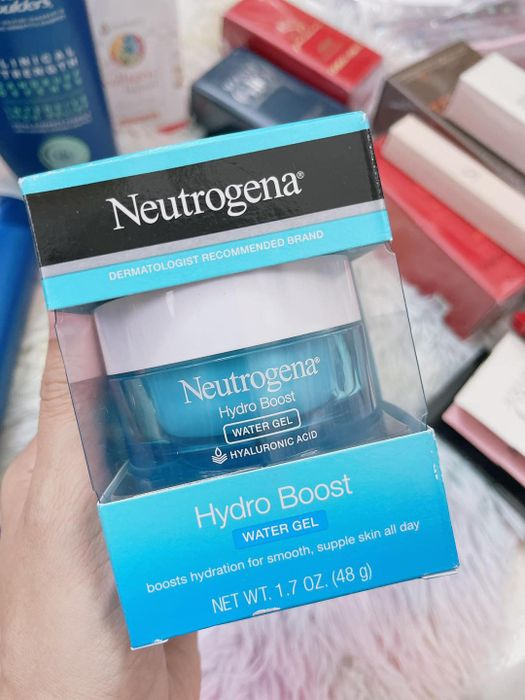 Neutrogena®
DERMATOLOGIST RECOMMENDED BRAND
Neutrogena®
Hydro Boost
WATER GEL
HYALURONIC ACID
Hydro Boost
WATER GEL
boosts hydration for smooth, supple skin all day
NET WT. 1.7 OZ. (48 g)
CLINICAL
STRENGTH